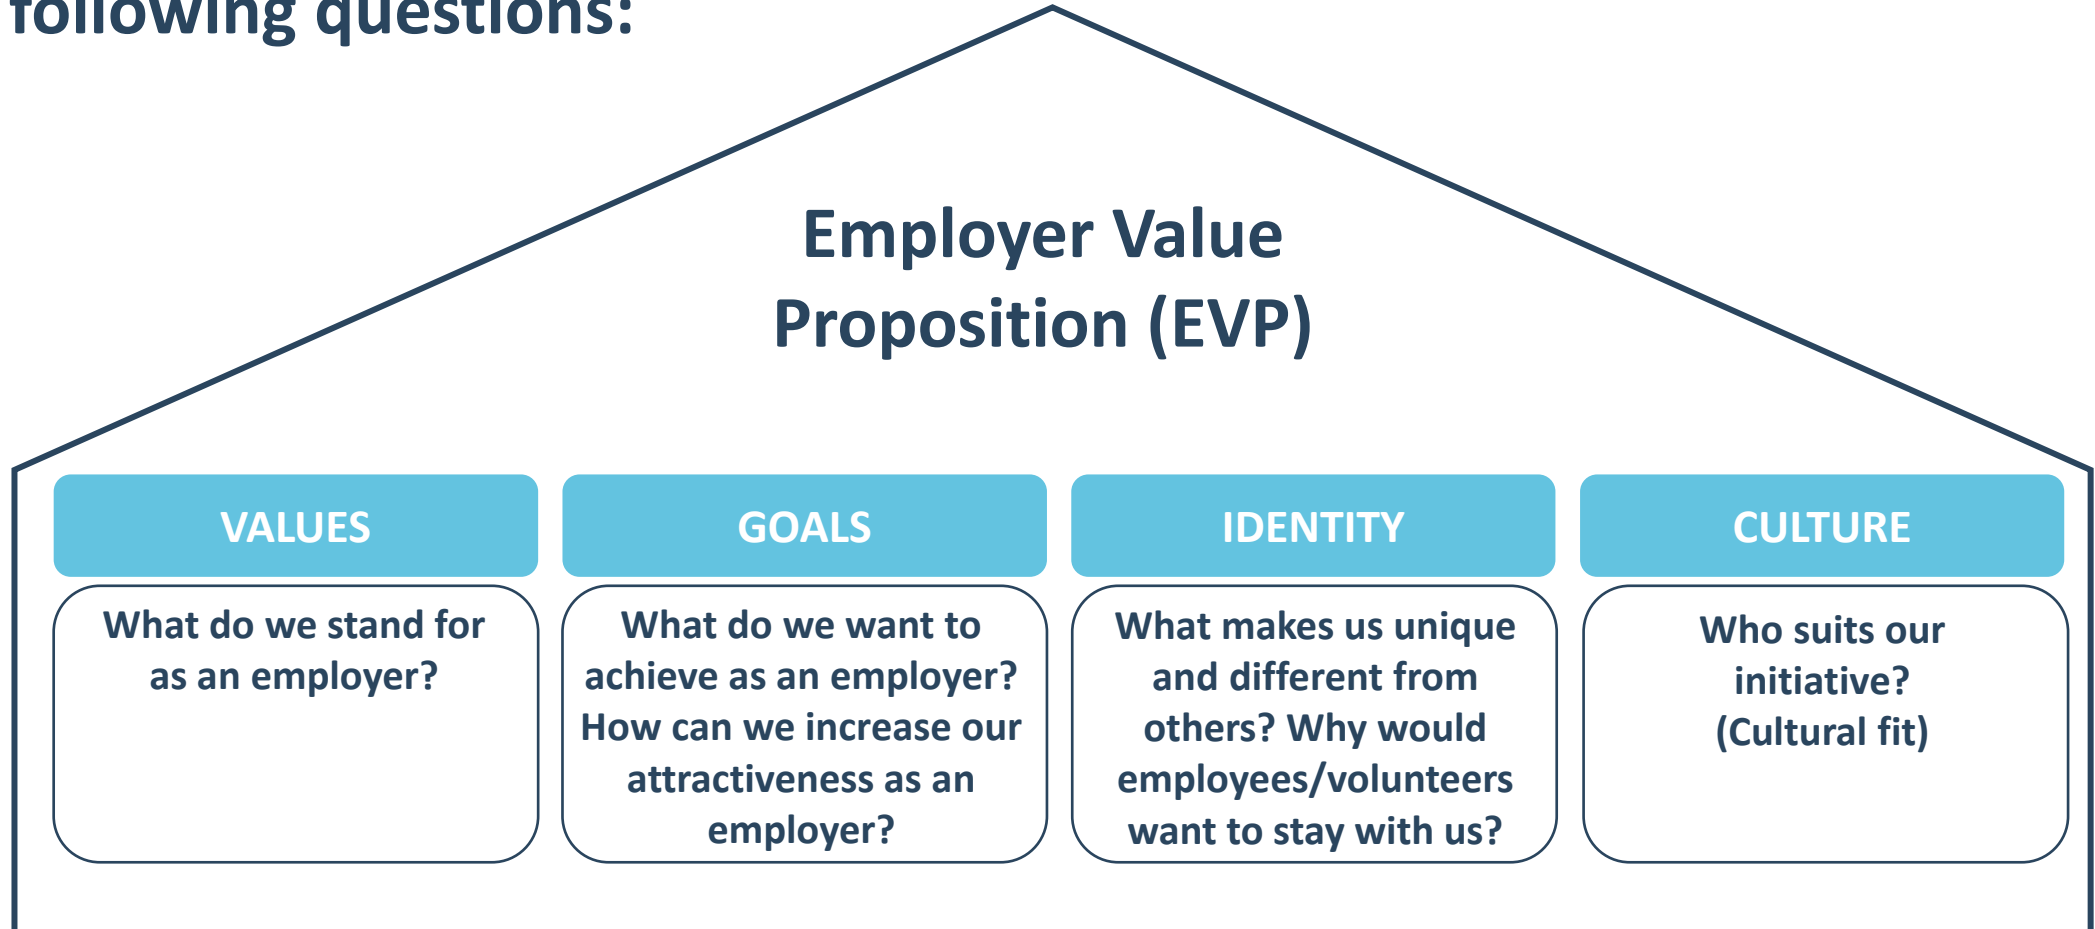 following questions:
Employer Value
Proposition (EVP)
VALUES
GOALS
IDENTITY
CULTURE
What do we stand for
as an employer?
What do we want to
achieve as an employer?
How can we increase our
attractiveness as an
employer?
What makes us unique
and different from
others? Why would
employees/volunteers
want to stay with us?
Who suits our
initiative?
(Cultural fit)